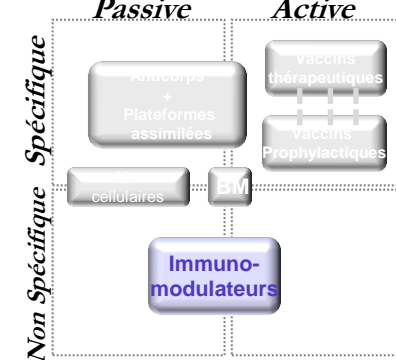 Passive Active
Spécifique
Anticorps
+
Plateformes
assimilées
Vaccins
thérapeutiques
Vaccins
Prophylactiques
cellulaires
BM
Non Spécifique
Immuno-
modulateurs